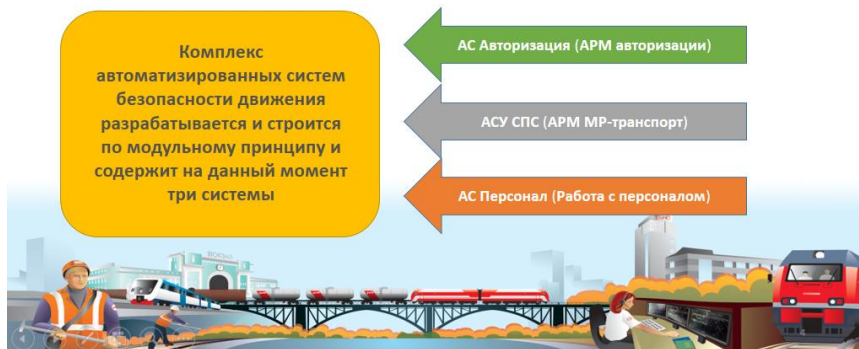 Комплекс
автоматизированных систем
безопасности движения
разрабатывается и строится
по модульному принципу и
содержит на данный момент
три системы
АС Авторизация (АРМ авторизации)
АСУ СПС (АРМ МР-транспорт)
АС Персонал (Работа с персоналом)
ВОКЗАЛ